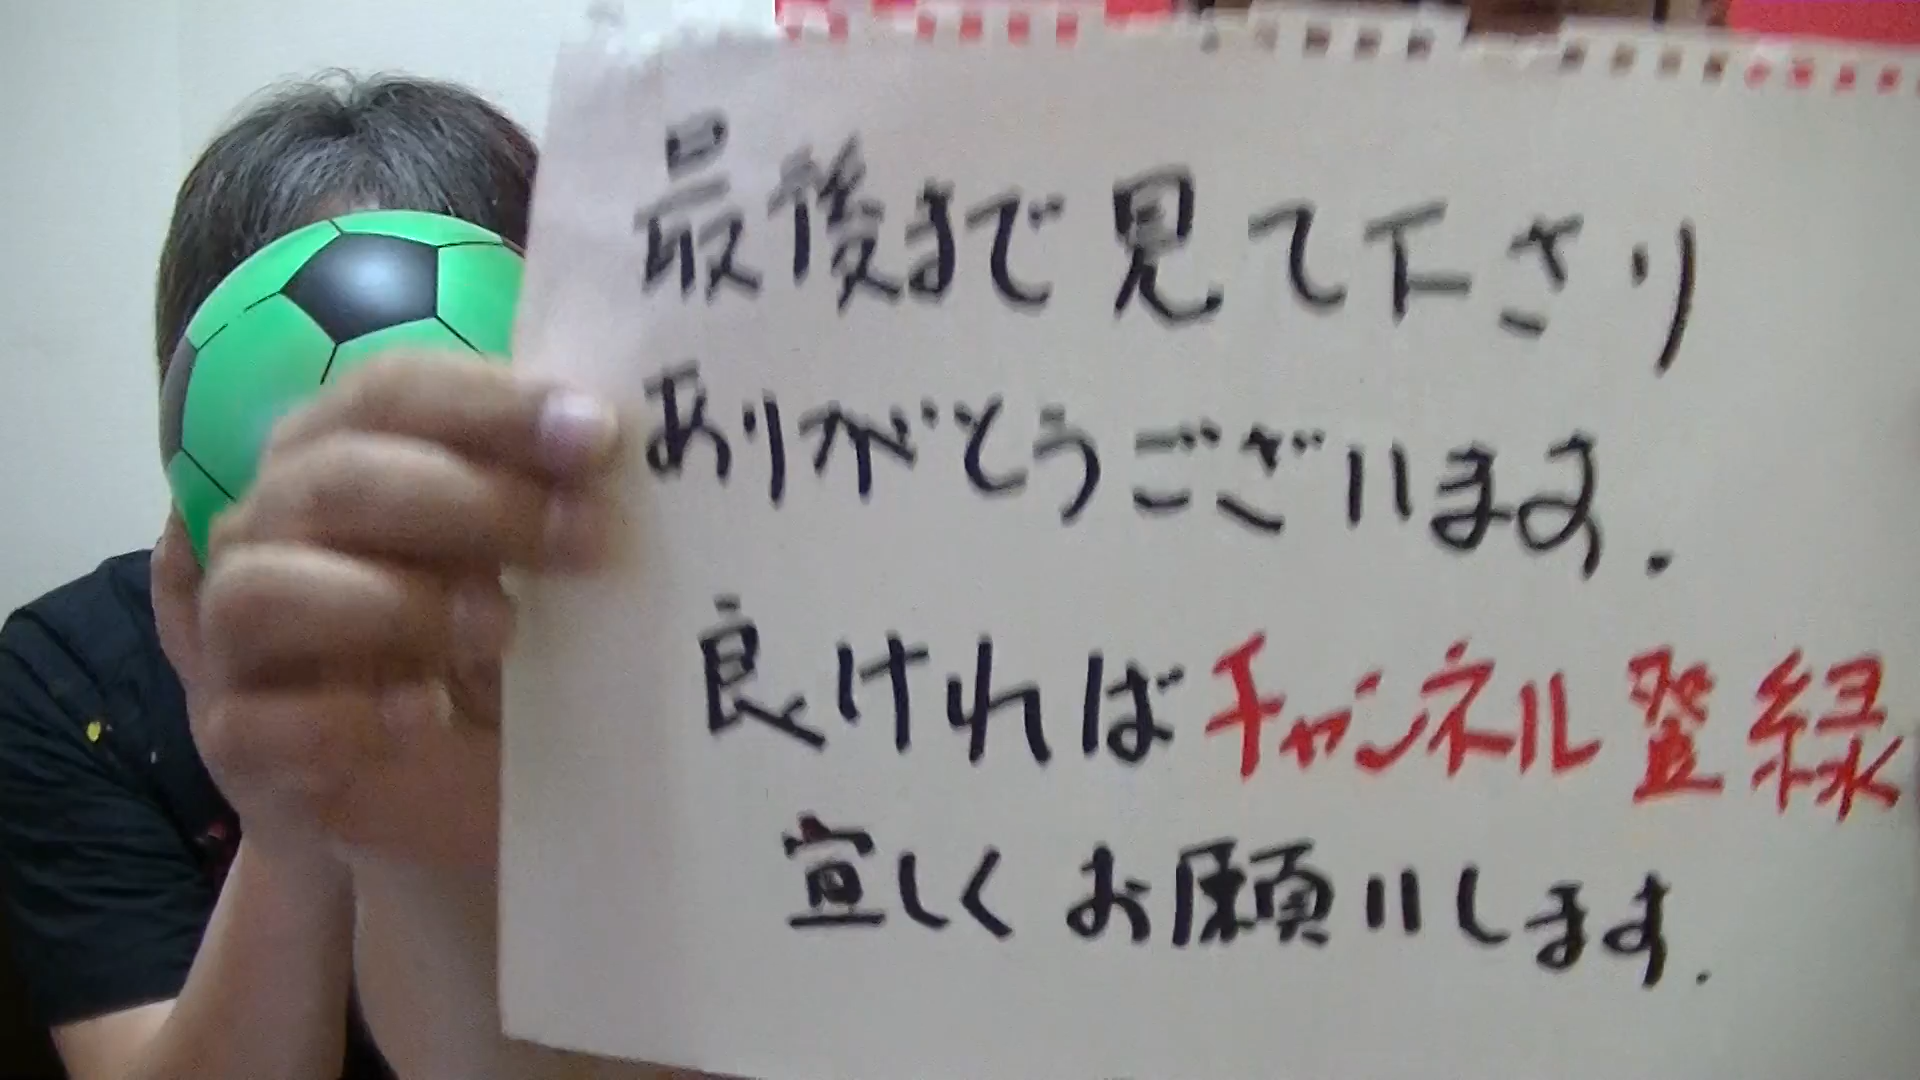 最後まで見て下さり
ありがとうございます.
良ければチャンネル登録
宜しくお願いします.